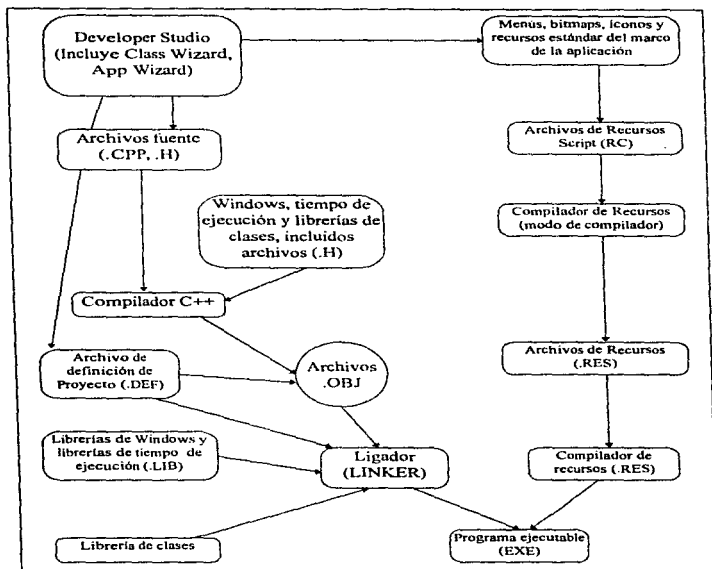 Developer Studio
(Incluye Class Wizard,
App Wizard)
Menús, bitmaps, íconos y
recursos estándar del marco
de la aplicación
Archivos fuente
(.CPP, .H)
Archivos de Recursos
Script (RC)
Windows, tiempo de
ejecución y librerías de
clases, incluídos
archivos (.H)
Compilador de Recursos
(modo de compilador)
Compilador C++
Archivo de
definición de
Proyecto (.DEF)
Archivos
.OBJ
Archivos de Recursos
(.RES)
Librerías de Windows y
librerías de tiempo de
ejecución (.LIB)
Ligador
(LINKER)
Compilador de
recursos (.RES)
Librería de clases
Programa ejecutable
(EXE)